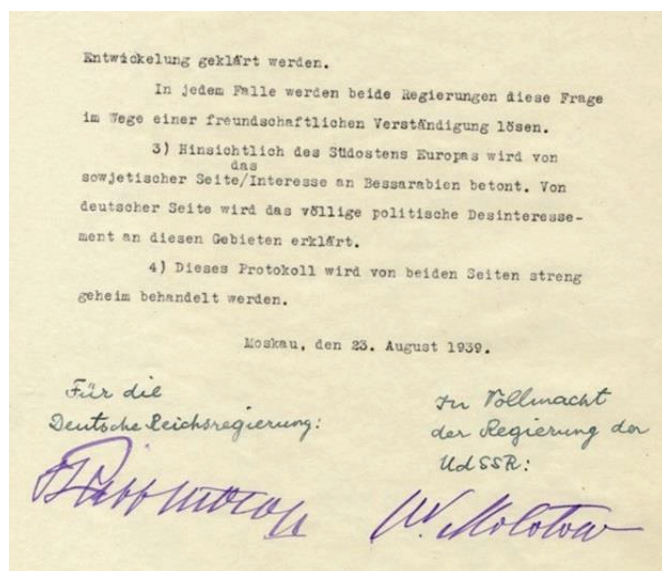 Entwickelung geklärt werden.
In jedem Falle werden beide Regierungen diese Frage
im Wege einer freundschaftlichen Verständigung lösen.
3) Hinsichtlich des Südostens Europas wird von
das
sowjetischer Seite/Interesse an Bessarabien betont. Von
deutscher Seite wird das völlige politische Desinteresse-
ment an diesen Gebieten erklärt.
4) Dieses Protokoll wird von beiden Seiten streng
geheim behandelt werden.
Moskau, den 23. August 1939.
Für die
Deutsche Reichsregierung:
Ribbentrop
In Vollmacht
der Regierung der
UdSSR:
W. Molotow